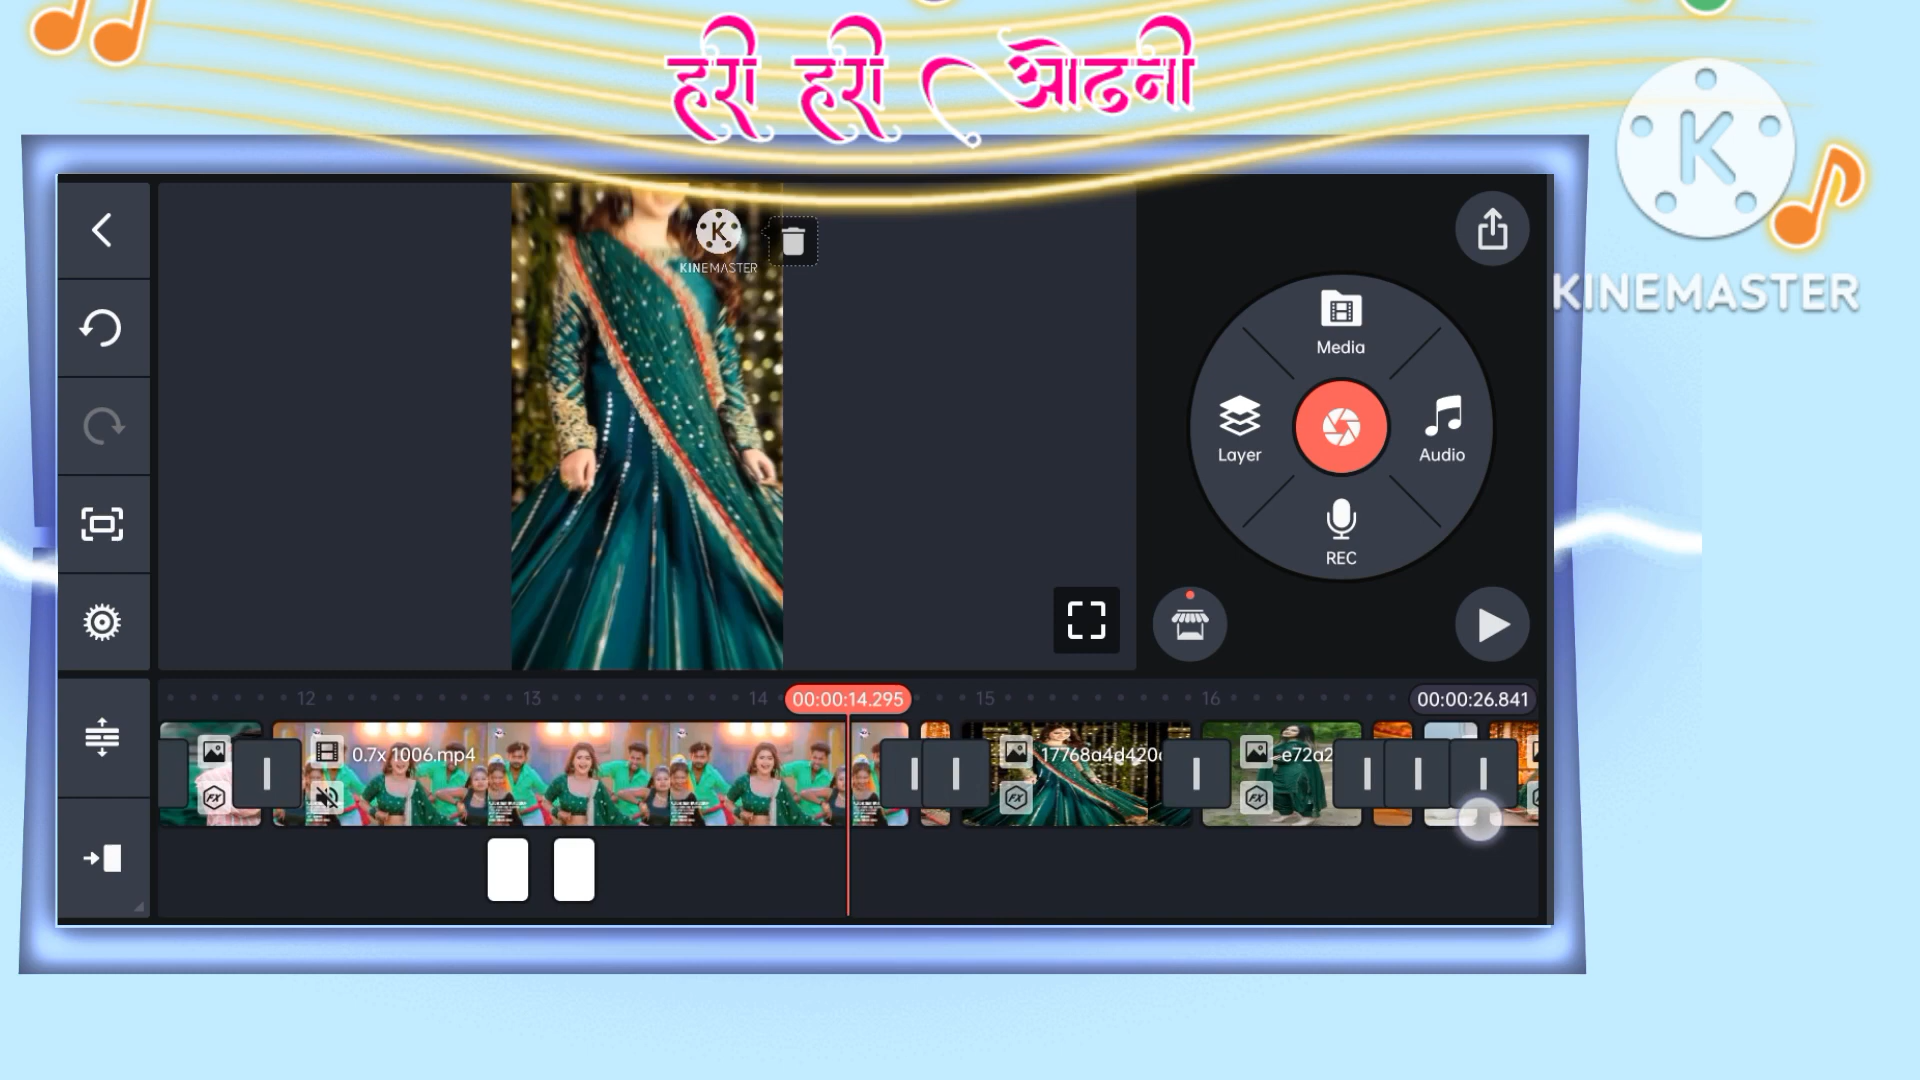 हरी हरी ओढनी
KINEMASTER
KINEMASTER
Media
Layer
Audio
REC
12 13 14 00:00:14.295 15 16 00:00:26.841
0.7x 1006.mp4
17768a4d420
e72a2